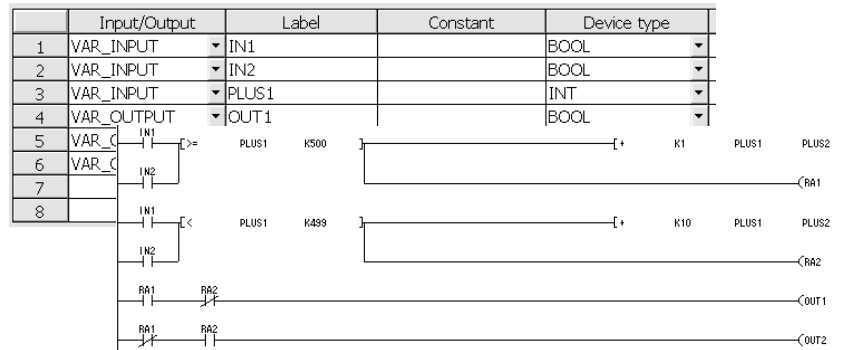 Input/Output Label Constant Device type
1 VAR_INPUT IN1 BOOL
2 VAR_INPUT IN2 BOOL
3 VAR_INPUT PLUS1 INT
4 VAR_OUTPUT OUT1 BOOL
5 VAR_
6 VAR_
7
8
IN1
[>= PLUS1 K500 ] [+ K1 PLUS1 PLUS2
IN2
(RA1
IN1
[< PLUS1 K499 ] [+ K10 PLUS1 PLUS2
IN2
(RA2
RA1 RA2
(OUT1
RA1 RA2
(OUT2